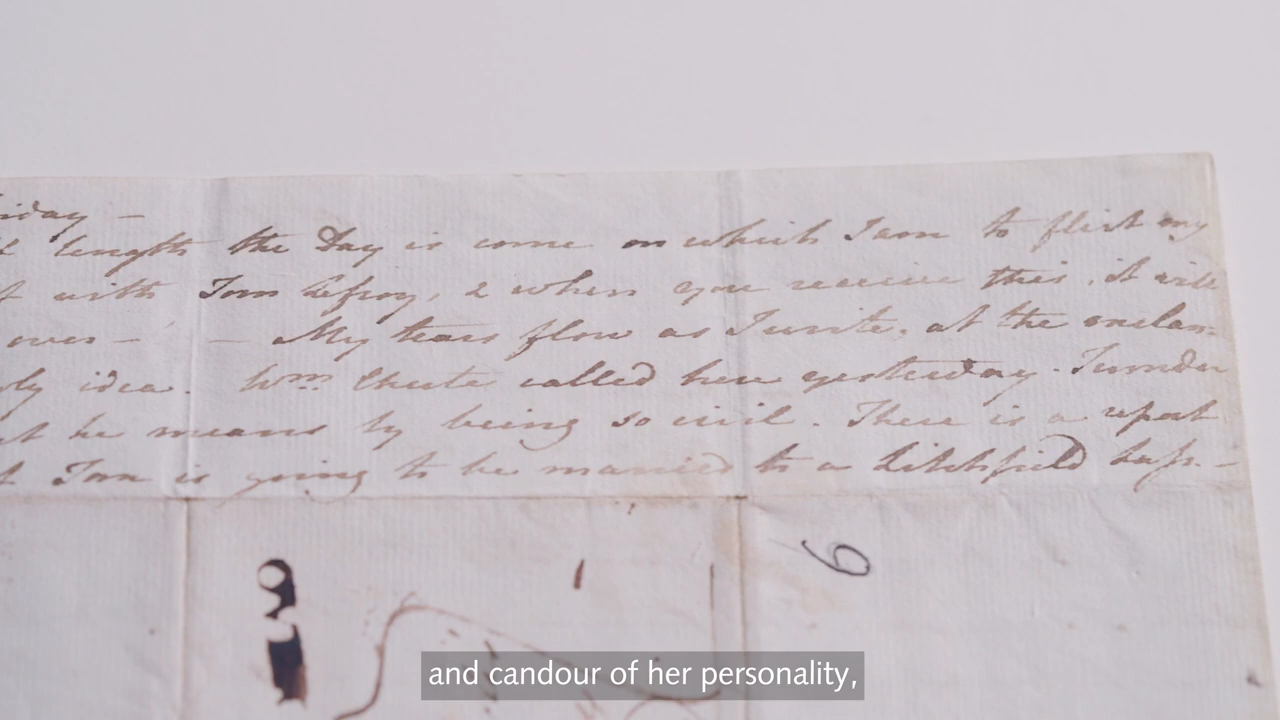 iday —
t length the Day is come on which I am to flirt my
t with Tom Lefroy, & when you receive this, it will
over — — My tears flow as I write, at the melan-
oly idea. Wm. Chute called here yesterday. I wonder
at he means by being so civil. There is a report
t Tom is going to be married to a Litchfield Lass. —
6
and candour of her personality,